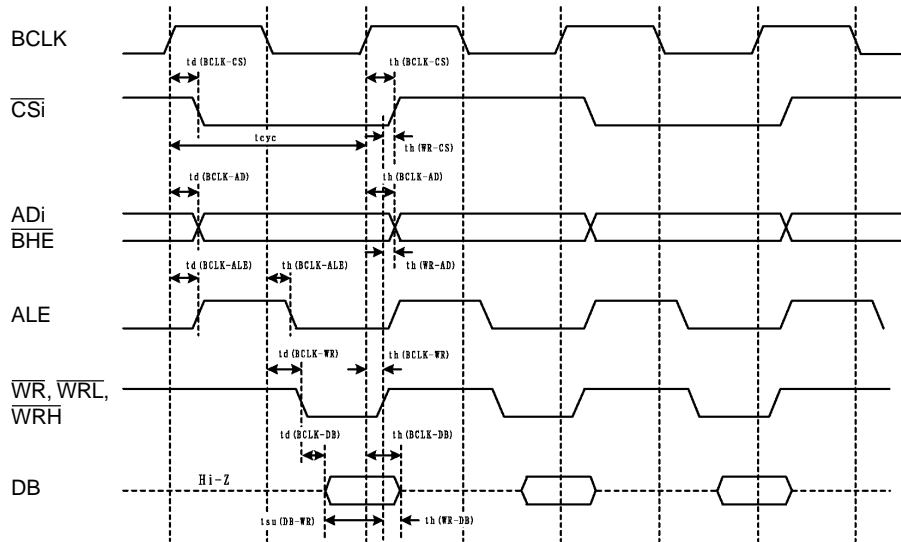 BCLK
td(BCLK-CS)
th(BCLK-CS)
CSi
tcyc
th(WR-CS)
td(BCLK-AD)
th(BCLK-AD)
ADi
BHE
td(BCLK-ALE)
th(BCLK-ALE)
th(WR-AD)
ALE
td(BCLK-WR)
th(BCLK-WR)
WR, WRL,
WRH
td(BCLK-DB)
th(BCLK-DB)
Hi-Z
DB
tsu(DB-WR)
th(WR-DB)